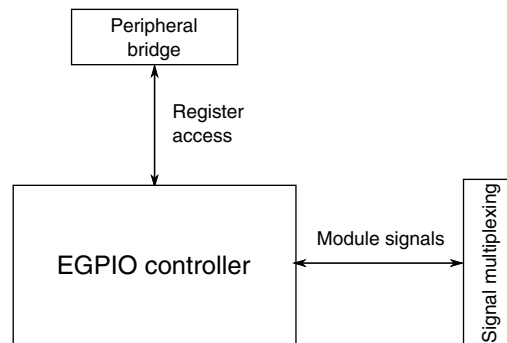 Peripheral
bridge
Register
access
EGPIO controller
Module signals
Signal multiplexing